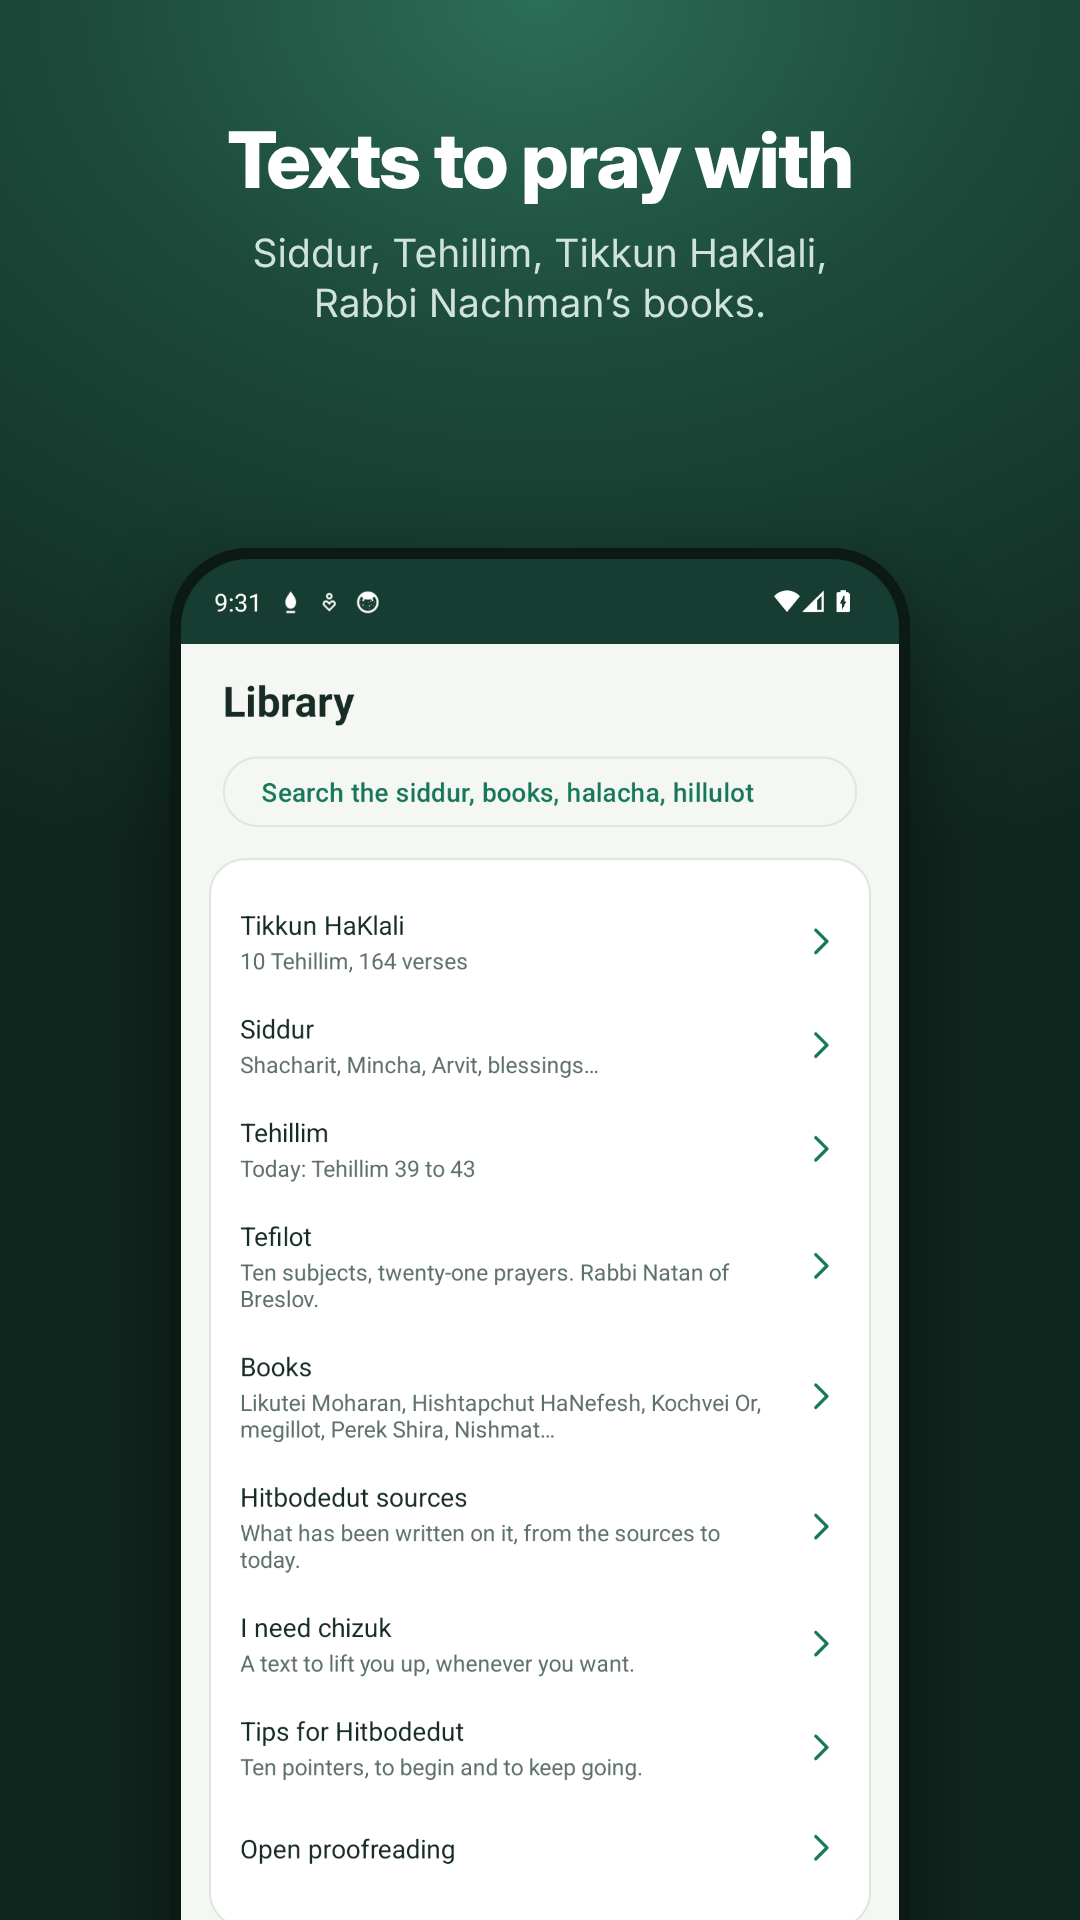 Texts to pray with
Siddur, Tehillim, Tikkun HaKlali,
Rabbi Nachman’s books.
9:31
Library
Search the siddur, books, halacha, hillulot
Tikkun HaKlali
10 Tehillim, 164 verses
Siddur
Shacharit, Mincha, Arvit, blessings…
Tehillim
Today: Tehillim 39 to 43
Tefilot
Ten subjects, twenty-one prayers. Rabbi Natan of
Breslov.
Books
Likutei Moharan, Hishtapchut HaNefesh, Kochvei Or,
megillot, Perek Shira, Nishmat…
Hitbodedut sources
What has been written on it, from the sources to
today.
I need chizuk
A text to lift you up, whenever you want.
Tips for Hitbodedut
Ten pointers, to begin and to keep going.
Open proofreading